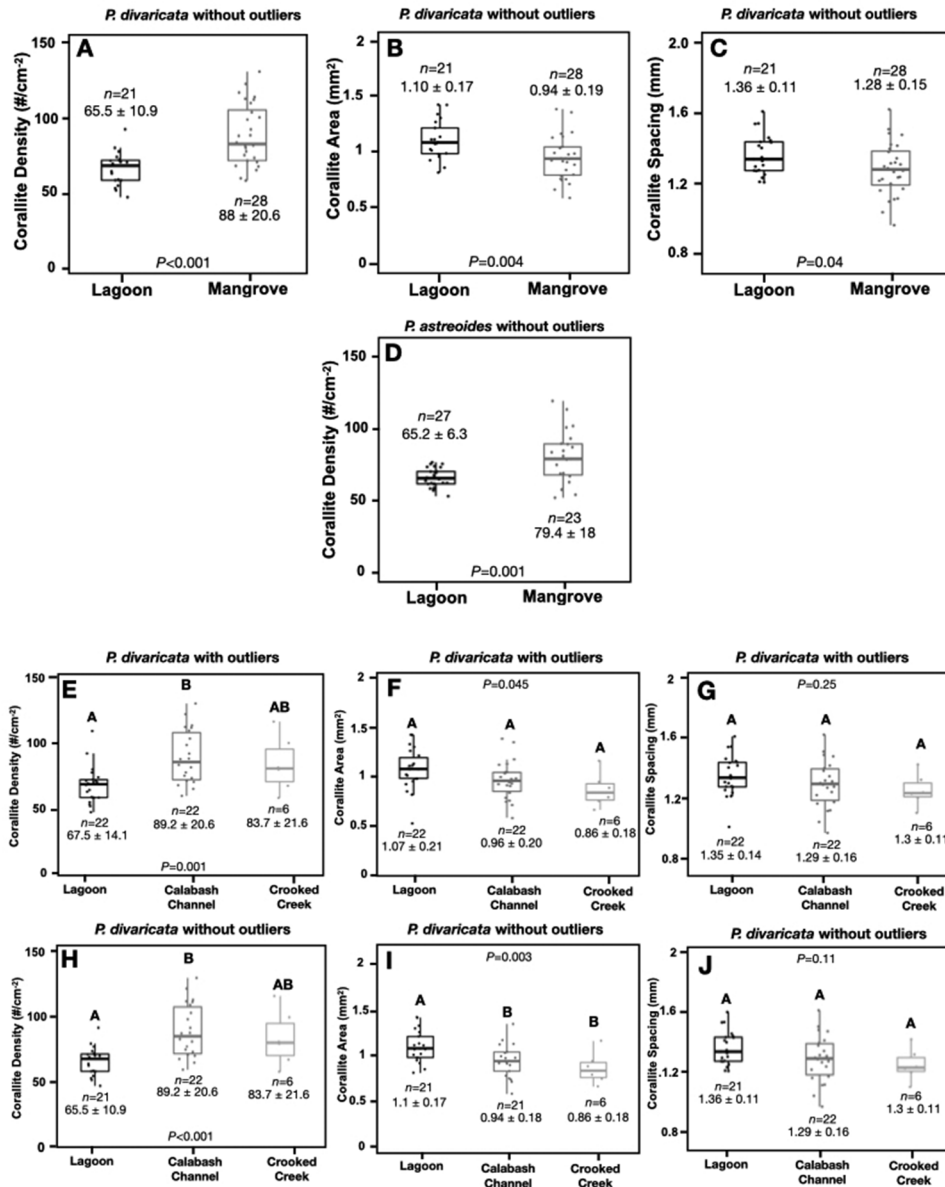 P. divaricata without outliers
A
Corallite Density (#/cm-2)
150
100
50
0
n=21
65.5 ± 10.9
n=28
88 ± 20.6
P<0.001
Lagoon
Mangrove
P. divaricata without outliers
B
Corallite Area (mm²)
2
1.5
1
0.5
0
n=21
1.10 ± 0.17
n=28
0.94 ± 0.19
P=0.004
Lagoon
Mangrove
P. divaricata without outliers
C
Corallite Spacing (mm)
2.0
1.6
1.2
0.8
n=21
1.36 ± 0.11
n=28
1.28 ± 0.15
P=0.04
Lagoon
Mangrove
P. astreoides without outliers
D
Corallite Density (#/cm-2)
150
100
50
0
n=27
65.2 ± 6.3
n=23
79.4 ± 18
P=0.001
Lagoon
Mangrove
P. divaricata with outliers
E
Corallite Density (#/cm-2)
150
100
50
0
A
B
AB
n=22
67.5 ± 14.1
n=22
89.2 ± 20.6
n=6
83.7 ± 21.6
P=0.001
Lagoon
Calabash
Channel
Crooked
Creek
P. divaricata with outliers
F
Corallite Area (mm²)
2
1.5
1
0.5
0
P=0.045
A
A
A
n=22
1.07 ± 0.21
n=22
0.96 ± 0.20
n=6
0.86 ± 0.18
Lagoon
Calabash
Channel
Crooked
Creek
P. divaricata with outliers
G
Corallite Spacing (mm)
2
1.6
1.2
0.8
P=0.25
A
A
A
n=22
1.35 ± 0.14
n=22
1.29 ± 0.16
n=6
1.3 ± 0.11
Lagoon
Calabash
Channel
Crooked
Creek
P. divaricata without outliers
H
Corallite Density (#/cm-2)
150
100
50
0
A
B
AB
n=21
65.5 ± 10.9
n=22
89.2 ± 20.6
n=6
83.7 ± 21.6
P<0.001
Lagoon
Calabash
Channel
Crooked
Creek
P. divaricata without outliers
I
Corallite Area (mm²)
2
1.5
1
0.5
0
P=0.003
A
B
B
n=21
1.1 ± 0.17
n=21
0.94 ± 0.18
n=6
0.86 ± 0.18
Lagoon
Calabash
Channel
Crooked
Creek
P. divaricata without outliers
J
Corallite Spacing (mm)
2
1.6
1.2
0.8
P=0.11
A
A
A
n=21
1.36 ± 0.11
n=22
1.29 ± 0.16
n=6
1.3 ± 0.11
Lagoon
Calabash
Channel
Crooked
Creek